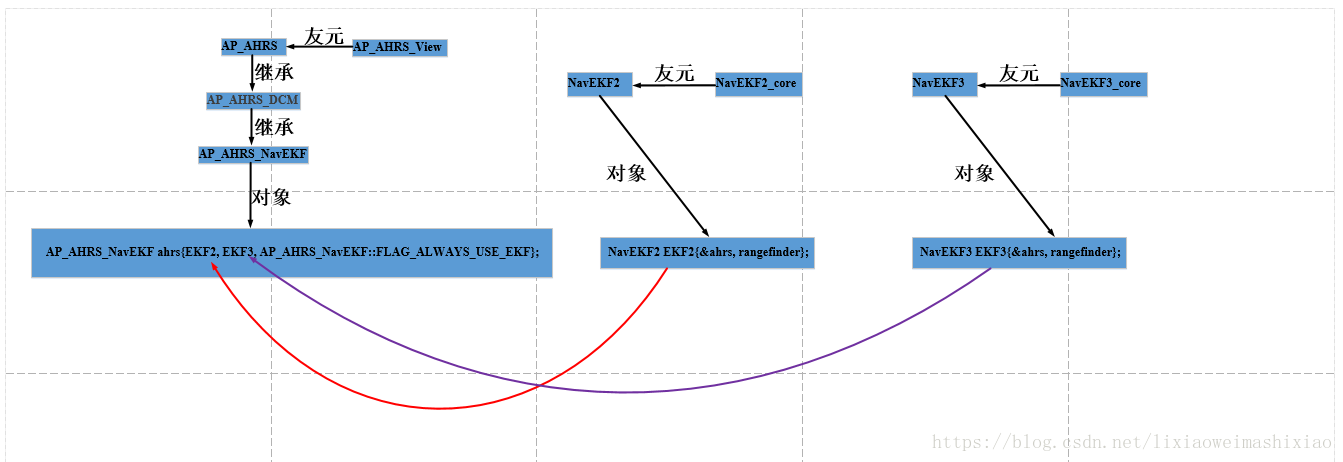 AP_AHRS
友元
AP_AHRS_View
继承
AP_AHRS_DCM
继承
AP_AHRS_NavEKF
对象
AP_AHRS_NavEKF ahrs{EKF2, EKF3, AP_AHRS_NavEKF::FLAG_ALWAYS_USE_EKF};
NavEKF2
友元
NavEKF2_core
对象
NavEKF2 EKF2{&ahrs, rangefinder};
NavEKF3
友元
NavEKF3_core
对象
NavEKF3 EKF3{&ahrs, rangefinder};
https://blog.csdn.net/lixiaoweimashixiao